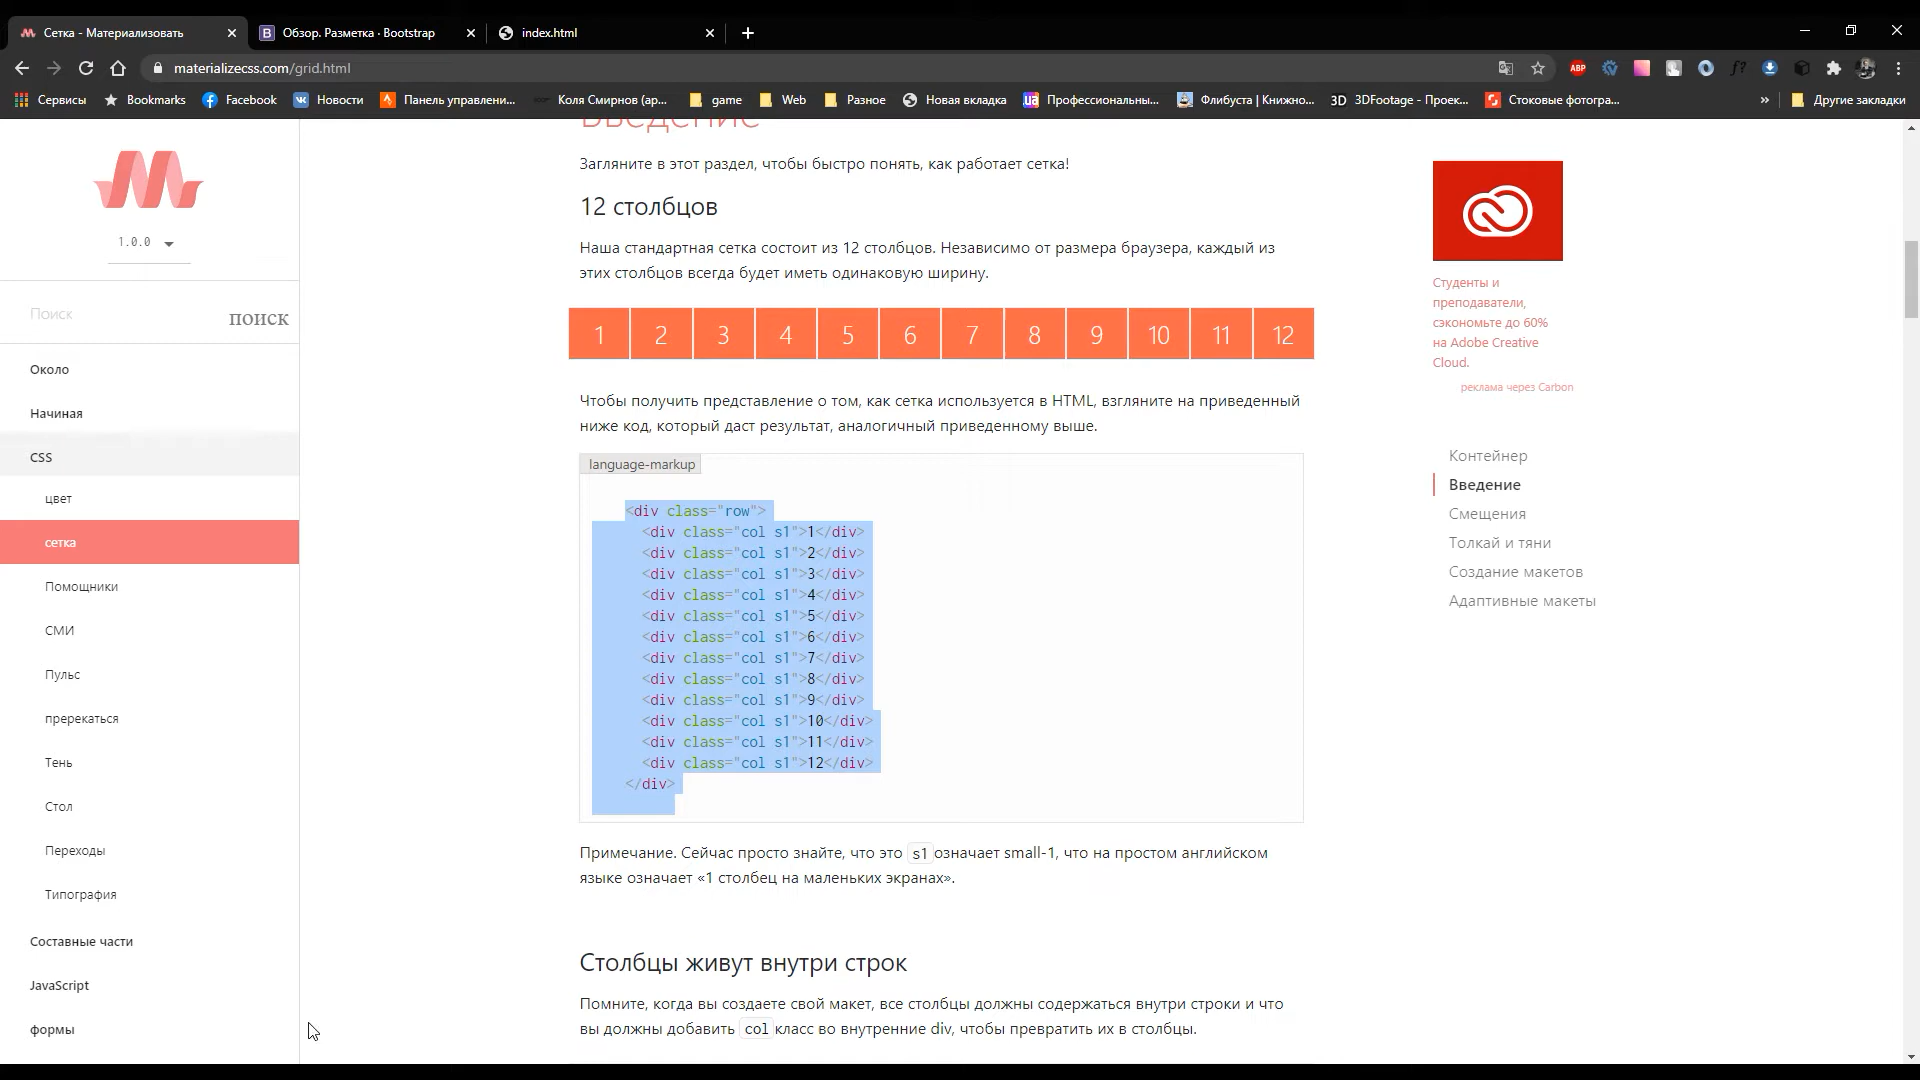 Сетка - Материализовать
Обзор. Разметка · Bootstrap
index.html
materializecss.com/grid.html
Сервисы
Bookmarks
Facebook
Новости
Панель управлени...
Коля Смирнов (ар...
game
Web
Разное
Новая вкладка
Профессиональны...
Флибуста | Книжно...
3DFootage - Проек...
Стоковые фотогра...
»
Другие закладки
1.0.0
Поиск
поиск
Около
Начиная
CSS
цвет
сетка
Помощники
СМИ
Пульс
пререкаться
Тень
Стол
Переходы
Типография
Составные части
JavaScript
формы
Введение
Загляните в этот раздел, чтобы быстро понять, как работает сетка!
12 столбцов
Наша стандартная сетка состоит из 12 столбцов. Независимо от размера браузера, каждый из
этих столбцов всегда будет иметь одинаковую ширину.
1 2 3 4 5 6 7 8 9 10 11 12
Чтобы получить представление о том, как сетка используется в HTML, взгляните на приведенный
ниже код, который даст результат, аналогичный приведенному выше.
language-markup
<div class="row">
<div class="col s1">1</div>
<div class="col s1">2</div>
<div class="col s1">3</div>
<div class="col s1">4</div>
<div class="col s1">5</div>
<div class="col s1">6</div>
<div class="col s1">7</div>
<div class="col s1">8</div>
<div class="col s1">9</div>
<div class="col s1">10</div>
<div class="col s1">11</div>
<div class="col s1">12</div>
</div>
Примечание. Сейчас просто знайте, что это s1 означает small-1, что на простом английском
языке означает «1 столбец на маленьких экранах».
Столбцы живут внутри строк
Помните, когда вы создаете свой макет, все столбцы должны содержаться внутри строки и что
вы должны добавить col класс во внутренние div, чтобы превратить их в столбцы.
Студенты и
преподаватели,
сэкономьте до 60%
на Adobe Creative
Cloud.
реклама через Carbon
Контейнер
Введение
Смещения
Толкай и тяни
Создание макетов
Адаптивные макеты